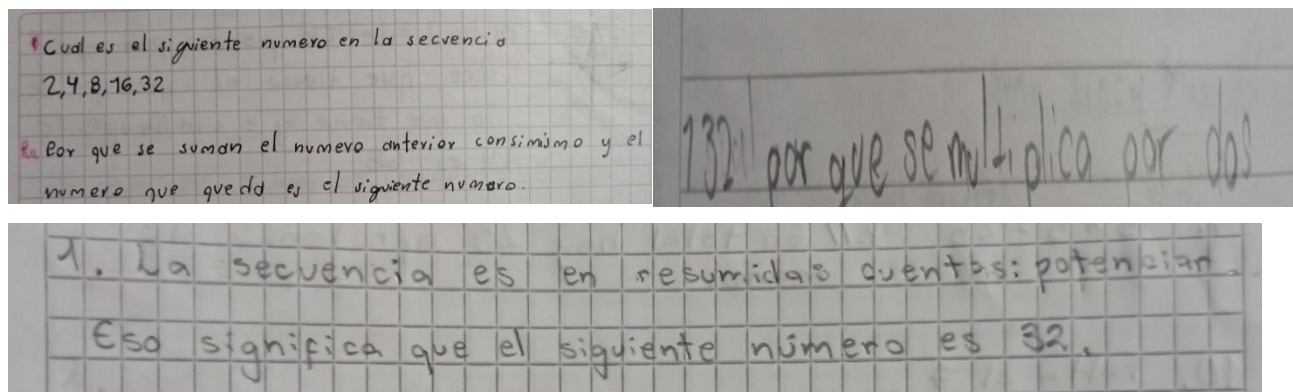 Cual es el siguiente numero en la secuencia
2,4,8,16,32
R. Por que se suman el numero anterior consimismo y el
numero que queda es el siguiente numero.
132 por que se multiplica por dos
1. La secuencia es en resumidas cuentas: potencian.
Eso significa que el siguiente número es 32.